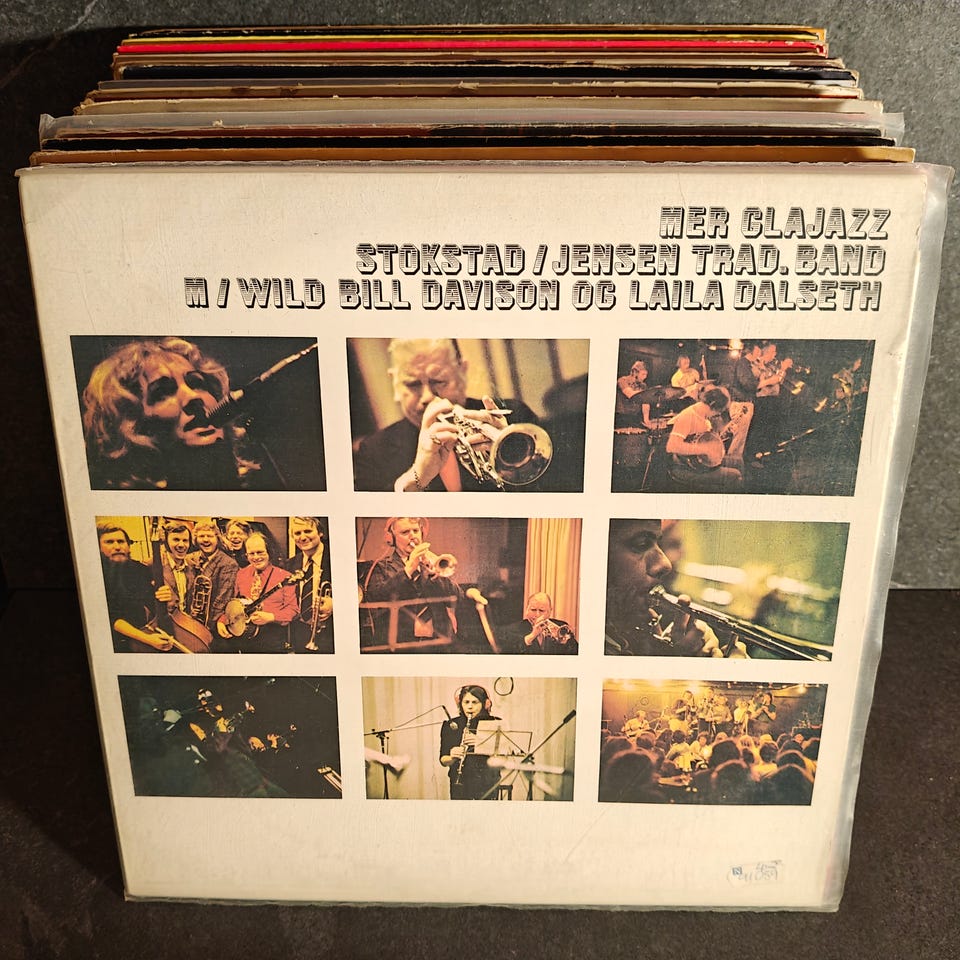 MER GLAJAZZ
STOKSTAD/JENSEN TRAD. BAND
M/WILD BILL DAVISON OG LAILA DALSETH